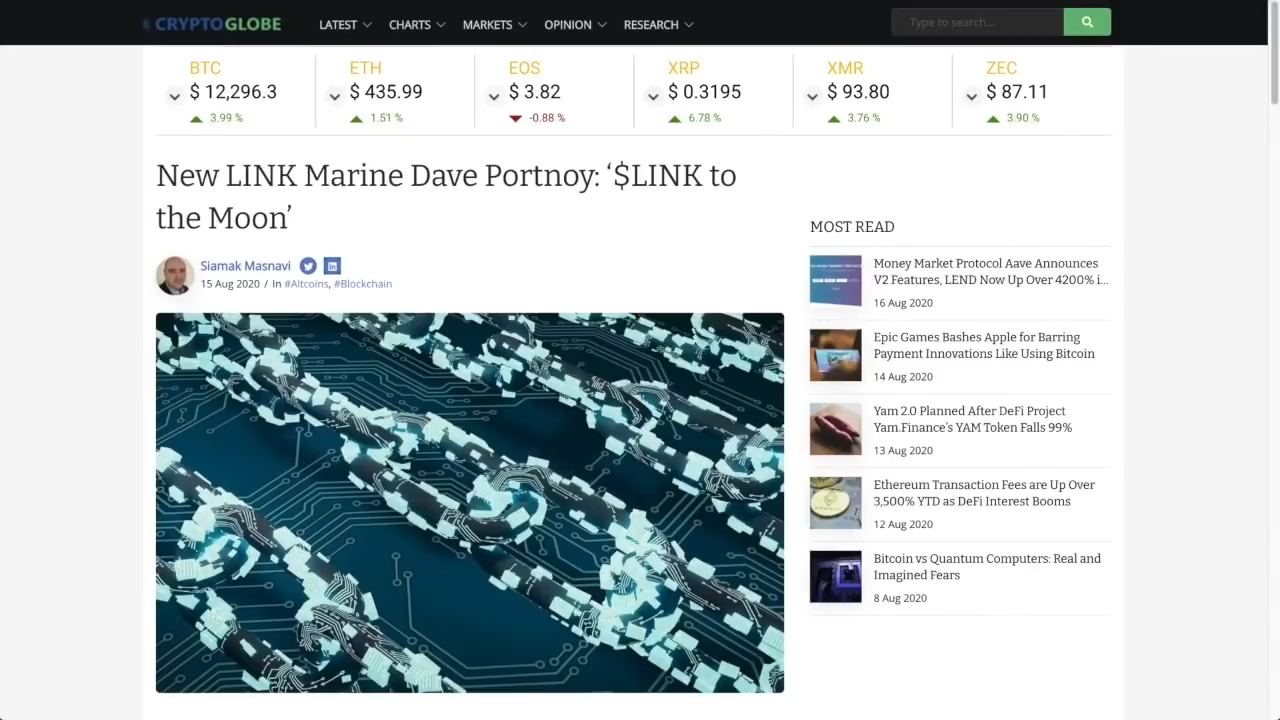 CRYPTOGLOBE LATEST CHARTS MARKETS OPINION RESEARCH Type to search...
BTC ETH EOS XRP XMR ZEC
$ 12,296.3 $ 435.99 $ 3.82 $ 0.3195 $ 93.80 $ 87.11
3.99 % 1.51 % -0.88 % 6.78 % 3.76 % 3.90 %
New LINK Marine Dave Portnoy: ‘$LINK to
the Moon’
Siamak Masnavi
15 Aug 2020 / In #Altcoins, #Blockchain
MOST READ
Money Market Protocol Aave Announces
V2 Features, LEND Now Up Over 4200% i...
16 Aug 2020
Epic Games Bashes Apple for Barring
Payment Innovations Like Using Bitcoin
14 Aug 2020
Yam 2.0 Planned After DeFi Project
Yam.Finance’s YAM Token Falls 99%
13 Aug 2020
Ethereum Transaction Fees are Up Over
3,500% YTD as DeFi Interest Booms
12 Aug 2020
Bitcoin vs Quantum Computers: Real and
Imagined Fears
8 Aug 2020